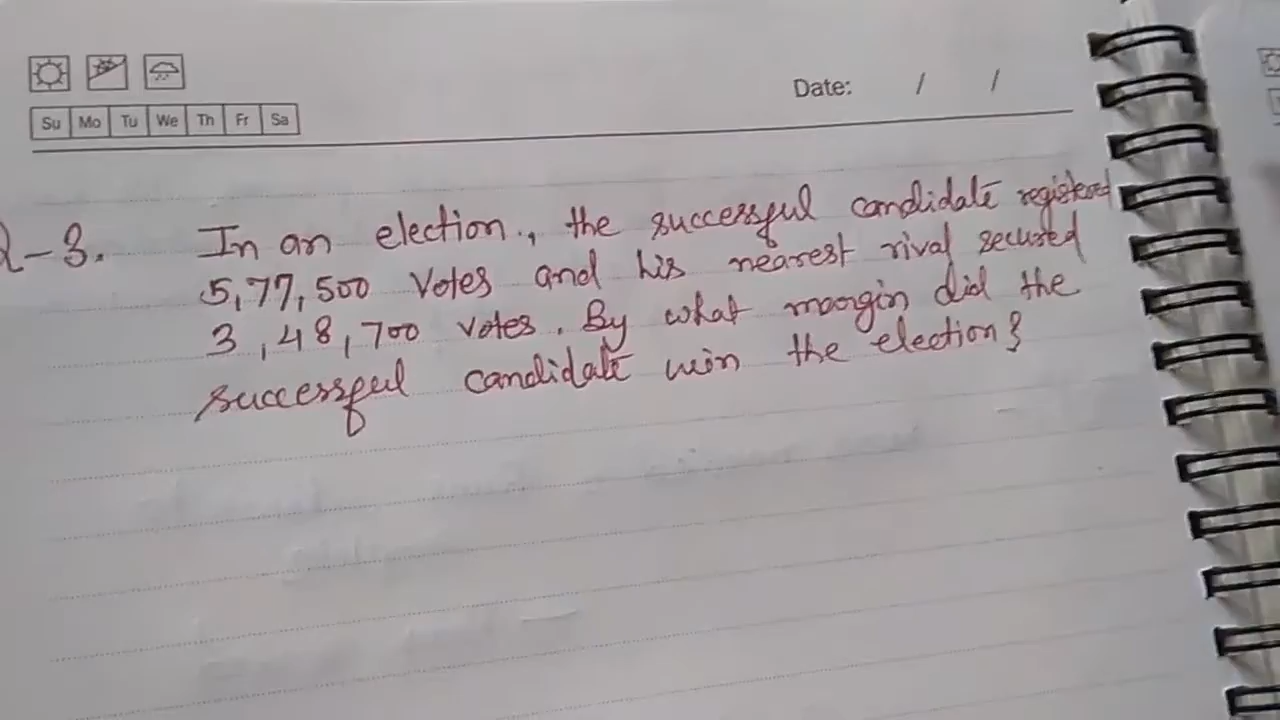 Su Mo Tu We Th Fr Sa
Date: / /
-3. In an election, the successful candidate registered
5,77,500 Votes and his nearest rival secured
3,48,700 votes. By what margin did the
successful candidate win the election?